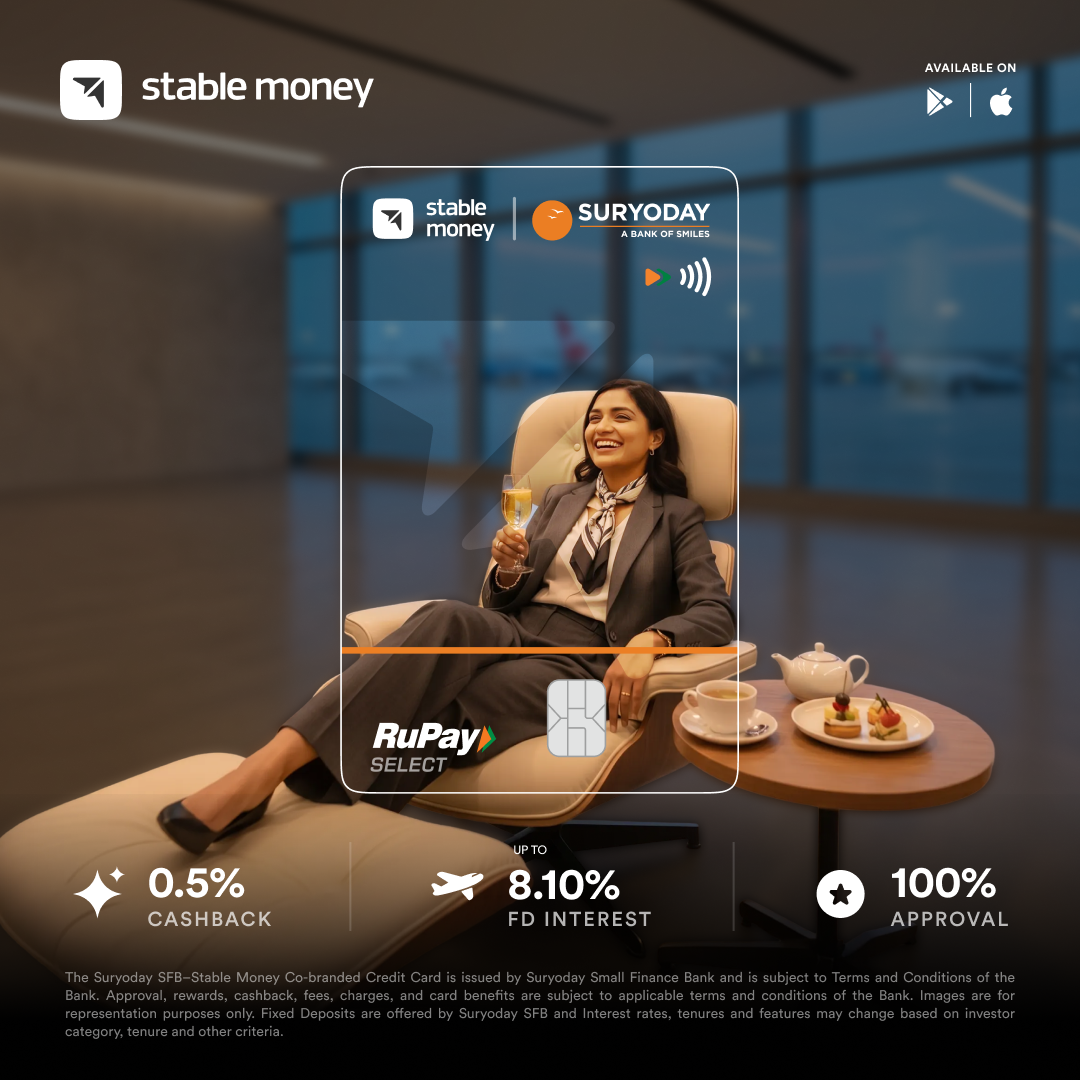 stable money
AVAILABLE ON
stable
money
SURYODAY
A BANK OF SMILES
RuPay
SELECT
0.5%
CASHBACK
UP TO
8.10%
FD INTEREST
100%
APPROVAL
The Suryoday SFB–Stable Money Co-branded Credit Card is issued by Suryoday Small Finance Bank and is subject to Terms and Conditions of the
Bank. Approval, rewards, cashback, fees, charges, and card benefits are subject to applicable terms and conditions of the Bank. Images are for
representation purposes only. Fixed Deposits are offered by Suryoday SFB and Interest rates, tenures and features may change based on investor
category, tenure and other criteria.